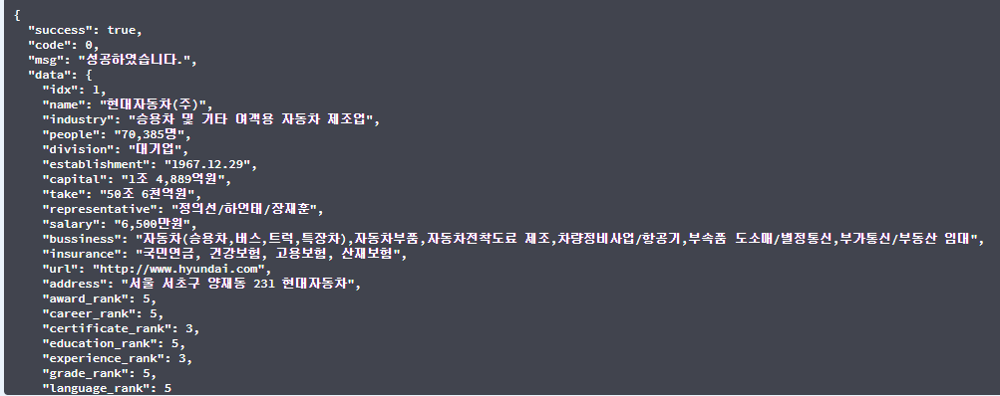 {
"success": true,
"code": 0,
"msg": "성공하였습니다.",
"data": {
"idx": 1,
"name": "현대자동차(주)",
"industry": "승용차 및 기타 여객용 자동차 제조업",
"people": "70,385명",
"division": "대기업",
"establishment": "1967.12.29",
"capital": "1조 4,889억원",
"take": "50조 6천억원",
"representative": "정의선/하언태/장재훈",
"salary": "6,500만원",
"bussiness": "자동차(승용차,버스,트럭,특장차),자동차부품,자동차전착도료 제조,차량정비사업/항공기,부속품 도소매/별정통신,부가통신/부동산 임대",
"insurance": "국민연금, 건강보험, 고용보험, 산재보험",
"url": "http://www.hyundai.com",
"address": "서울 서초구 양재동 231 현대자동차",
"award_rank": 5,
"career_rank": 5,
"certificate_rank": 3,
"education_rank": 5,
"experience_rank": 3,
"grade_rank": 5,
"language_rank": 5